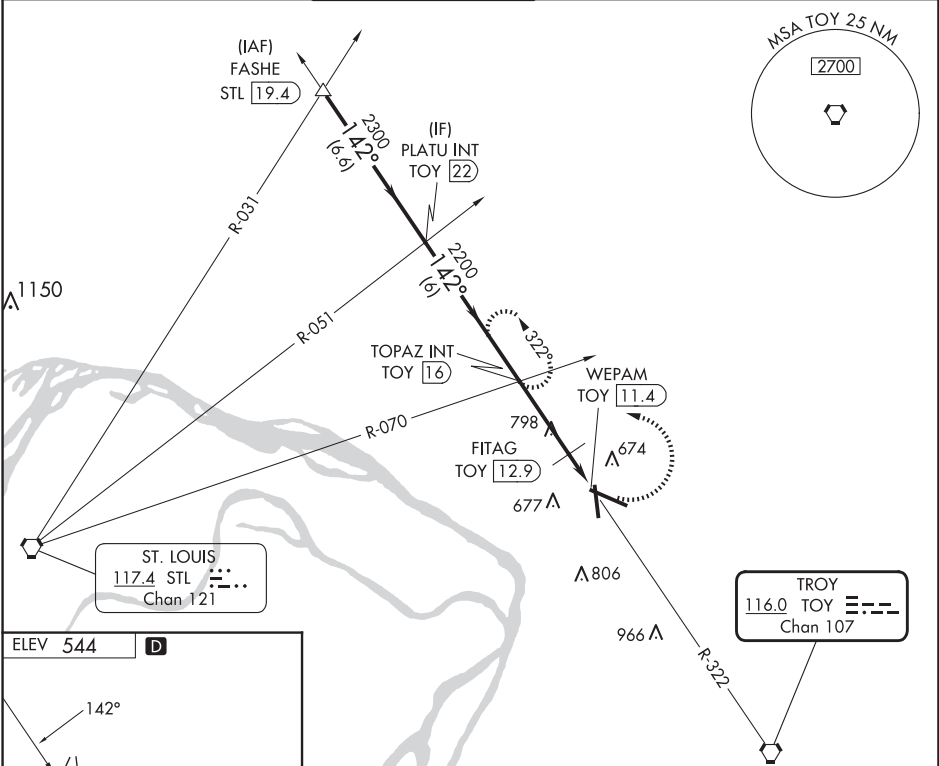 MSA TOY 25 NM
2700
(IAF)
FASHE
STL 19.4
2300
142°
(6.6)
(IF)
PLATU INT
TOY 22
R-031
2200
142°
(6)
1150
R-051
322°
TOPAZ INT
TOY 16
WEPAM
TOY 11.4
R-070
798
FITAG
TOY 12.9
674
677
ST. LOUIS
117.4 STL
Chan 121
806
TROY
116.0 TOY
Chan 107
966
R-322
ELEV 544 D
142°